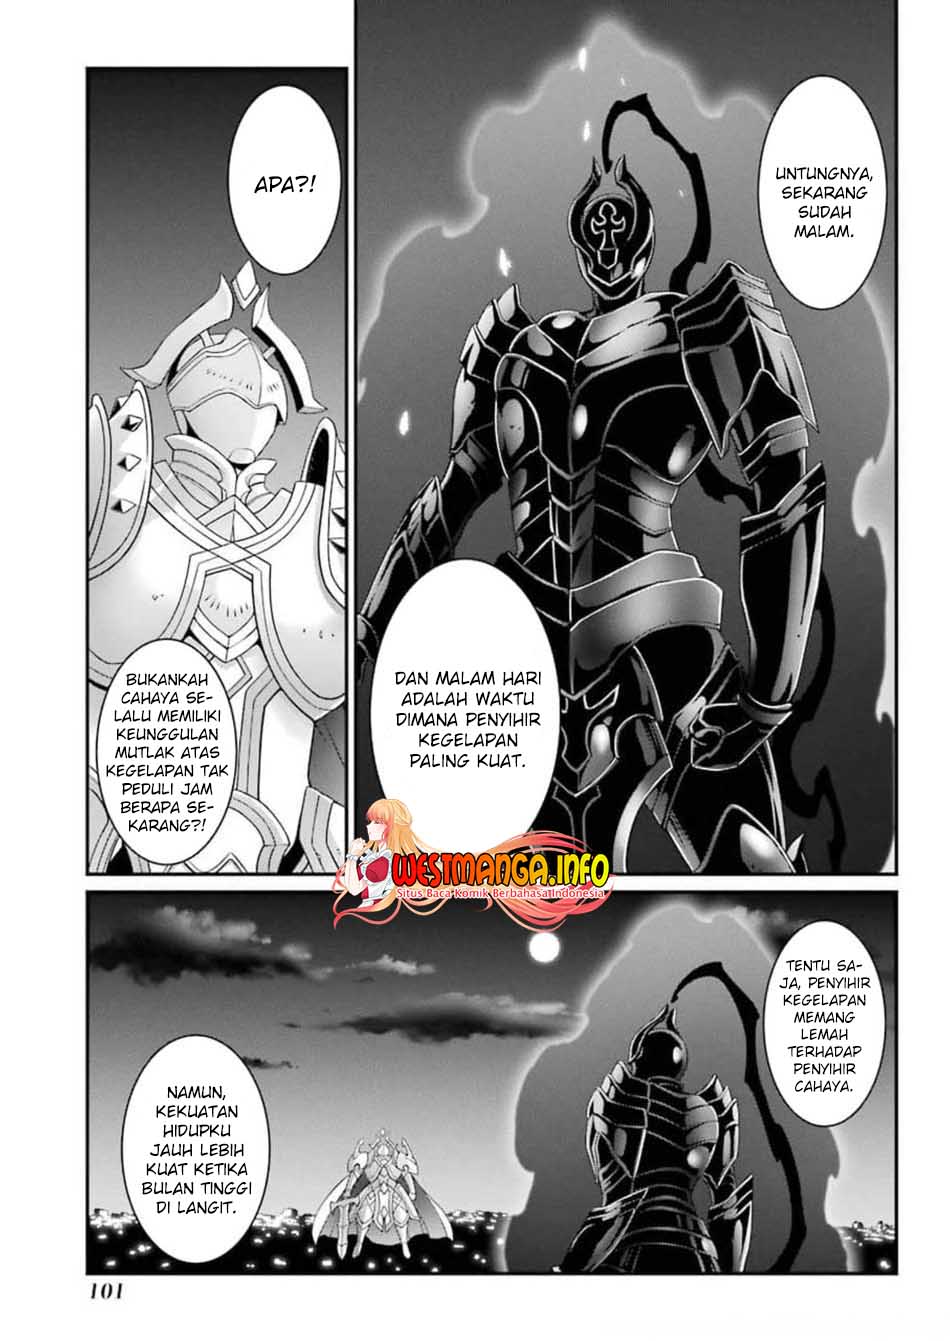 UNTUNGNYA,
SEKARANG
SUDAH
MALAM.
DAN MALAM HARI
ADALAH WAKTU
DIMANA PENYIHIR
KEGELAPAN
PALING KUAT.
APA?!
BUKANKAH
CAHAYA SE-
LALU MEMILIKI
KEUNGGULAN
MUTLAK ATAS
KEGELAPAN TAK
PEDULI JAM
BERAPA SE-
KARANG?!
WESTMANGA.INFO
Situs Baca Komik Berbahasa Indonesia
TENTU SA-
JA, PENYIHIR
KEGELAPAN
MEMANG
LEMAH
TERHADAP
PENYIHIR
CAHAYA.
NAMUN,
KEKUATAN
HIDUPKU
JAUH LEBIH
KUAT KETIKA
BULAN TINGGI
DI LANGIT.
101